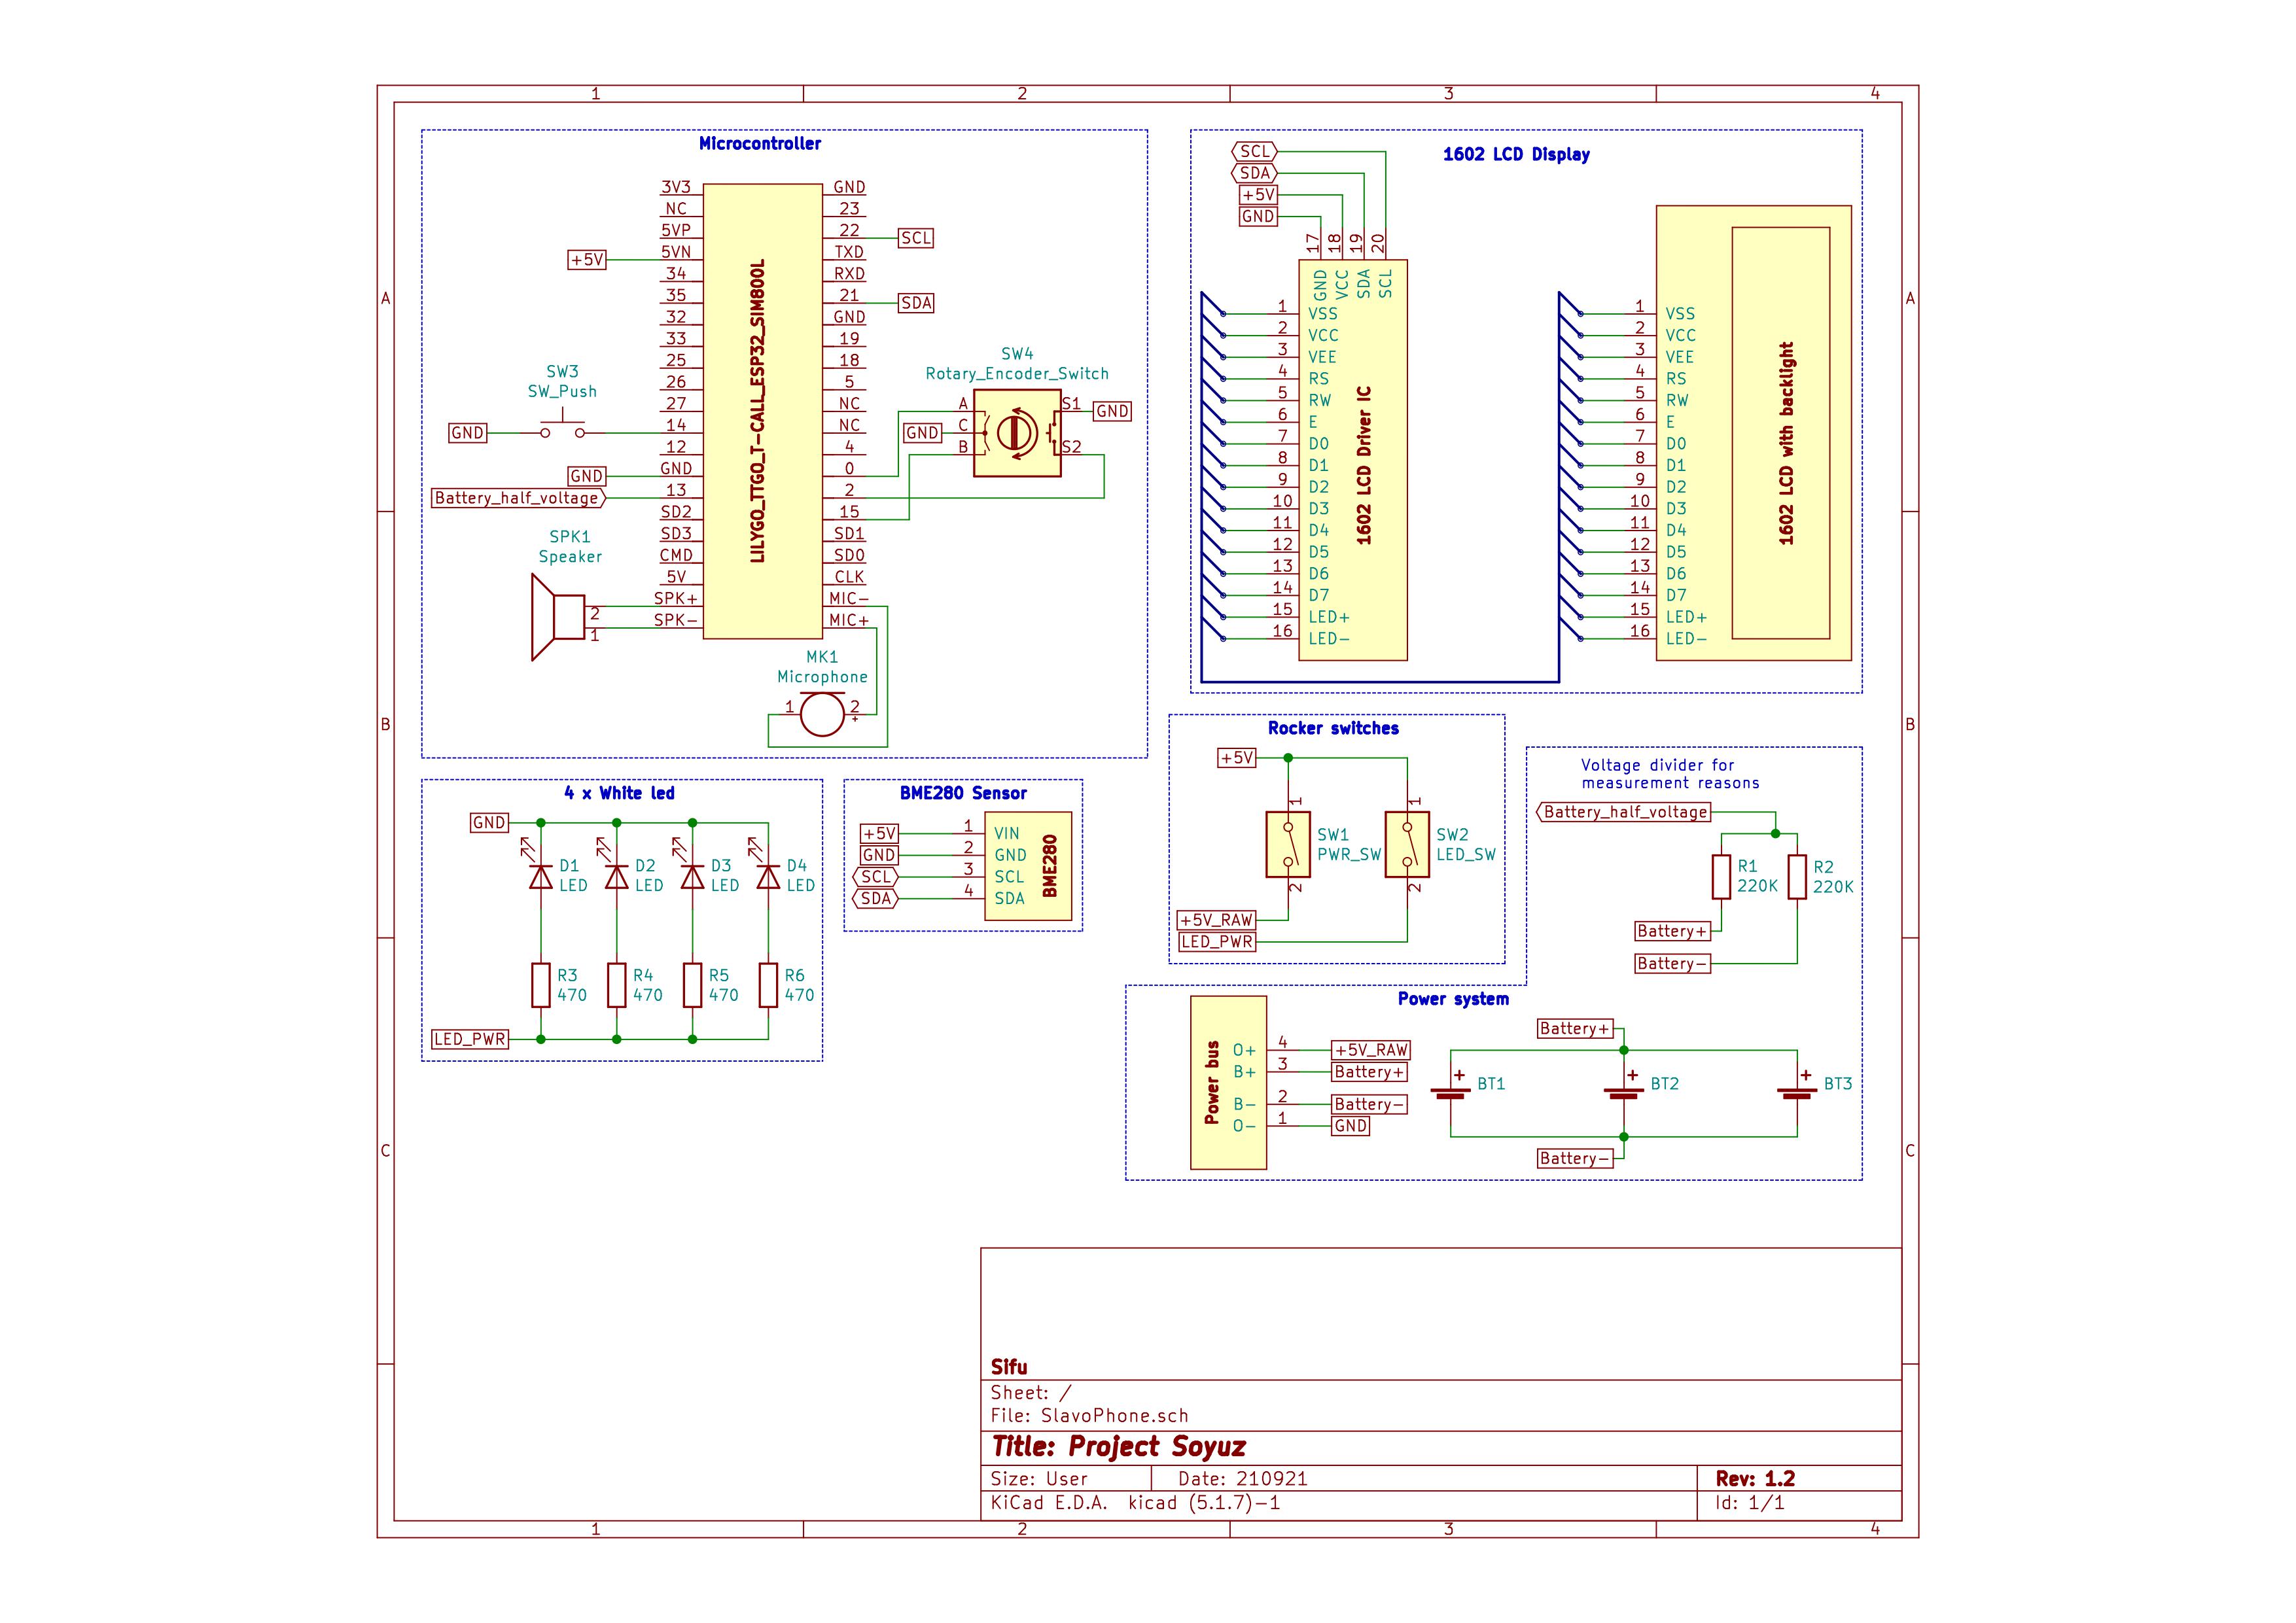 1 2 3 4
A A
B B
C C
Microcontroller
3V3
NC
5VP
5VN
34
35
32
33
25
26
27
14
12
GND
13
SD2
SD3
CMD
5V
SPK+
SPK-
LILYGO_TTGO_T-CALL_ESP32_SIM800L
GND
23
22
TXD
RXD
21
GND
19
18
5
NC
NC
4
0
2
15
SD1
SD0
CLK
MIC-
MIC+
+5V
SCL
SDA
SW3
SW_Push
GND
GND
Battery_half_voltage
SPK1
Speaker
2
1
MK1
Microphone
1 2
+
SW4
Rotary_Encoder_Switch
A
C
B
S1
S2
GND
GND
1602 LCD Display
SCL
SDA
+5V
GND
17 18 19 20
GND VCC SDA SCL
1 VSS
2 VCC
3 VEE
4 RS
5 RW
6 E
7 D0
8 D1
9 D2
10 D3
11 D4
12 D5
13 D6
14 D7
15 LED+
16 LED-
1602 LCD Driver IC
1 VSS
2 VCC
3 VEE
4 RS
5 RW
6 E
7 D0
8 D1
9 D2
10 D3
11 D4
12 D5
13 D6
14 D7
15 LED+
16 LED-
1602 LCD with backlight
4 x White led
GND
D1
LED
D2
LED
D3
LED
D4
LED
R3
470
R4
470
R5
470
R6
470
LED_PWR
BME280 Sensor
+5V 1 VIN
GND 2 GND
SCL 3 SCL
SDA 4 SDA
BME280
Rocker switches
+5V
1 1
SW1
PWR_SW
SW2
LED_SW
2 2
+5V_RAW
LED_PWR
Voltage divider for
measurement reasons
Battery_half_voltage
R1
220K
R2
220K
Battery+
Battery-
Power system
Power bus
O+ 4 +5V_RAW
B+ 3 Battery+
B- 2 Battery-
O- 1 GND
Battery+
+ BT1
+ BT2
+ BT3
Battery-
Sifu
Sheet: /
File: SlavoPhone.sch
Title: Project Soyuz
Size: User Date: 210921 Rev: 1.2
KiCad E.D.A. kicad (5.1.7)-1 Id: 1/1
1 2 3 4